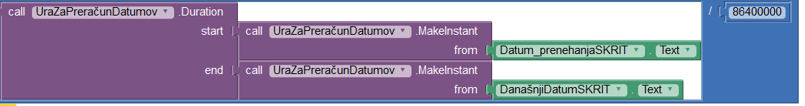 call UraZaPreračunDatumov .Duration / 86400000
start call UraZaPreračunDatumov .MakeInstant
from Datum_prenehanjaSKRIT . Text
end call UraZaPreračunDatumov .MakeInstant
from DanašnjiDatumSKRIT . Text